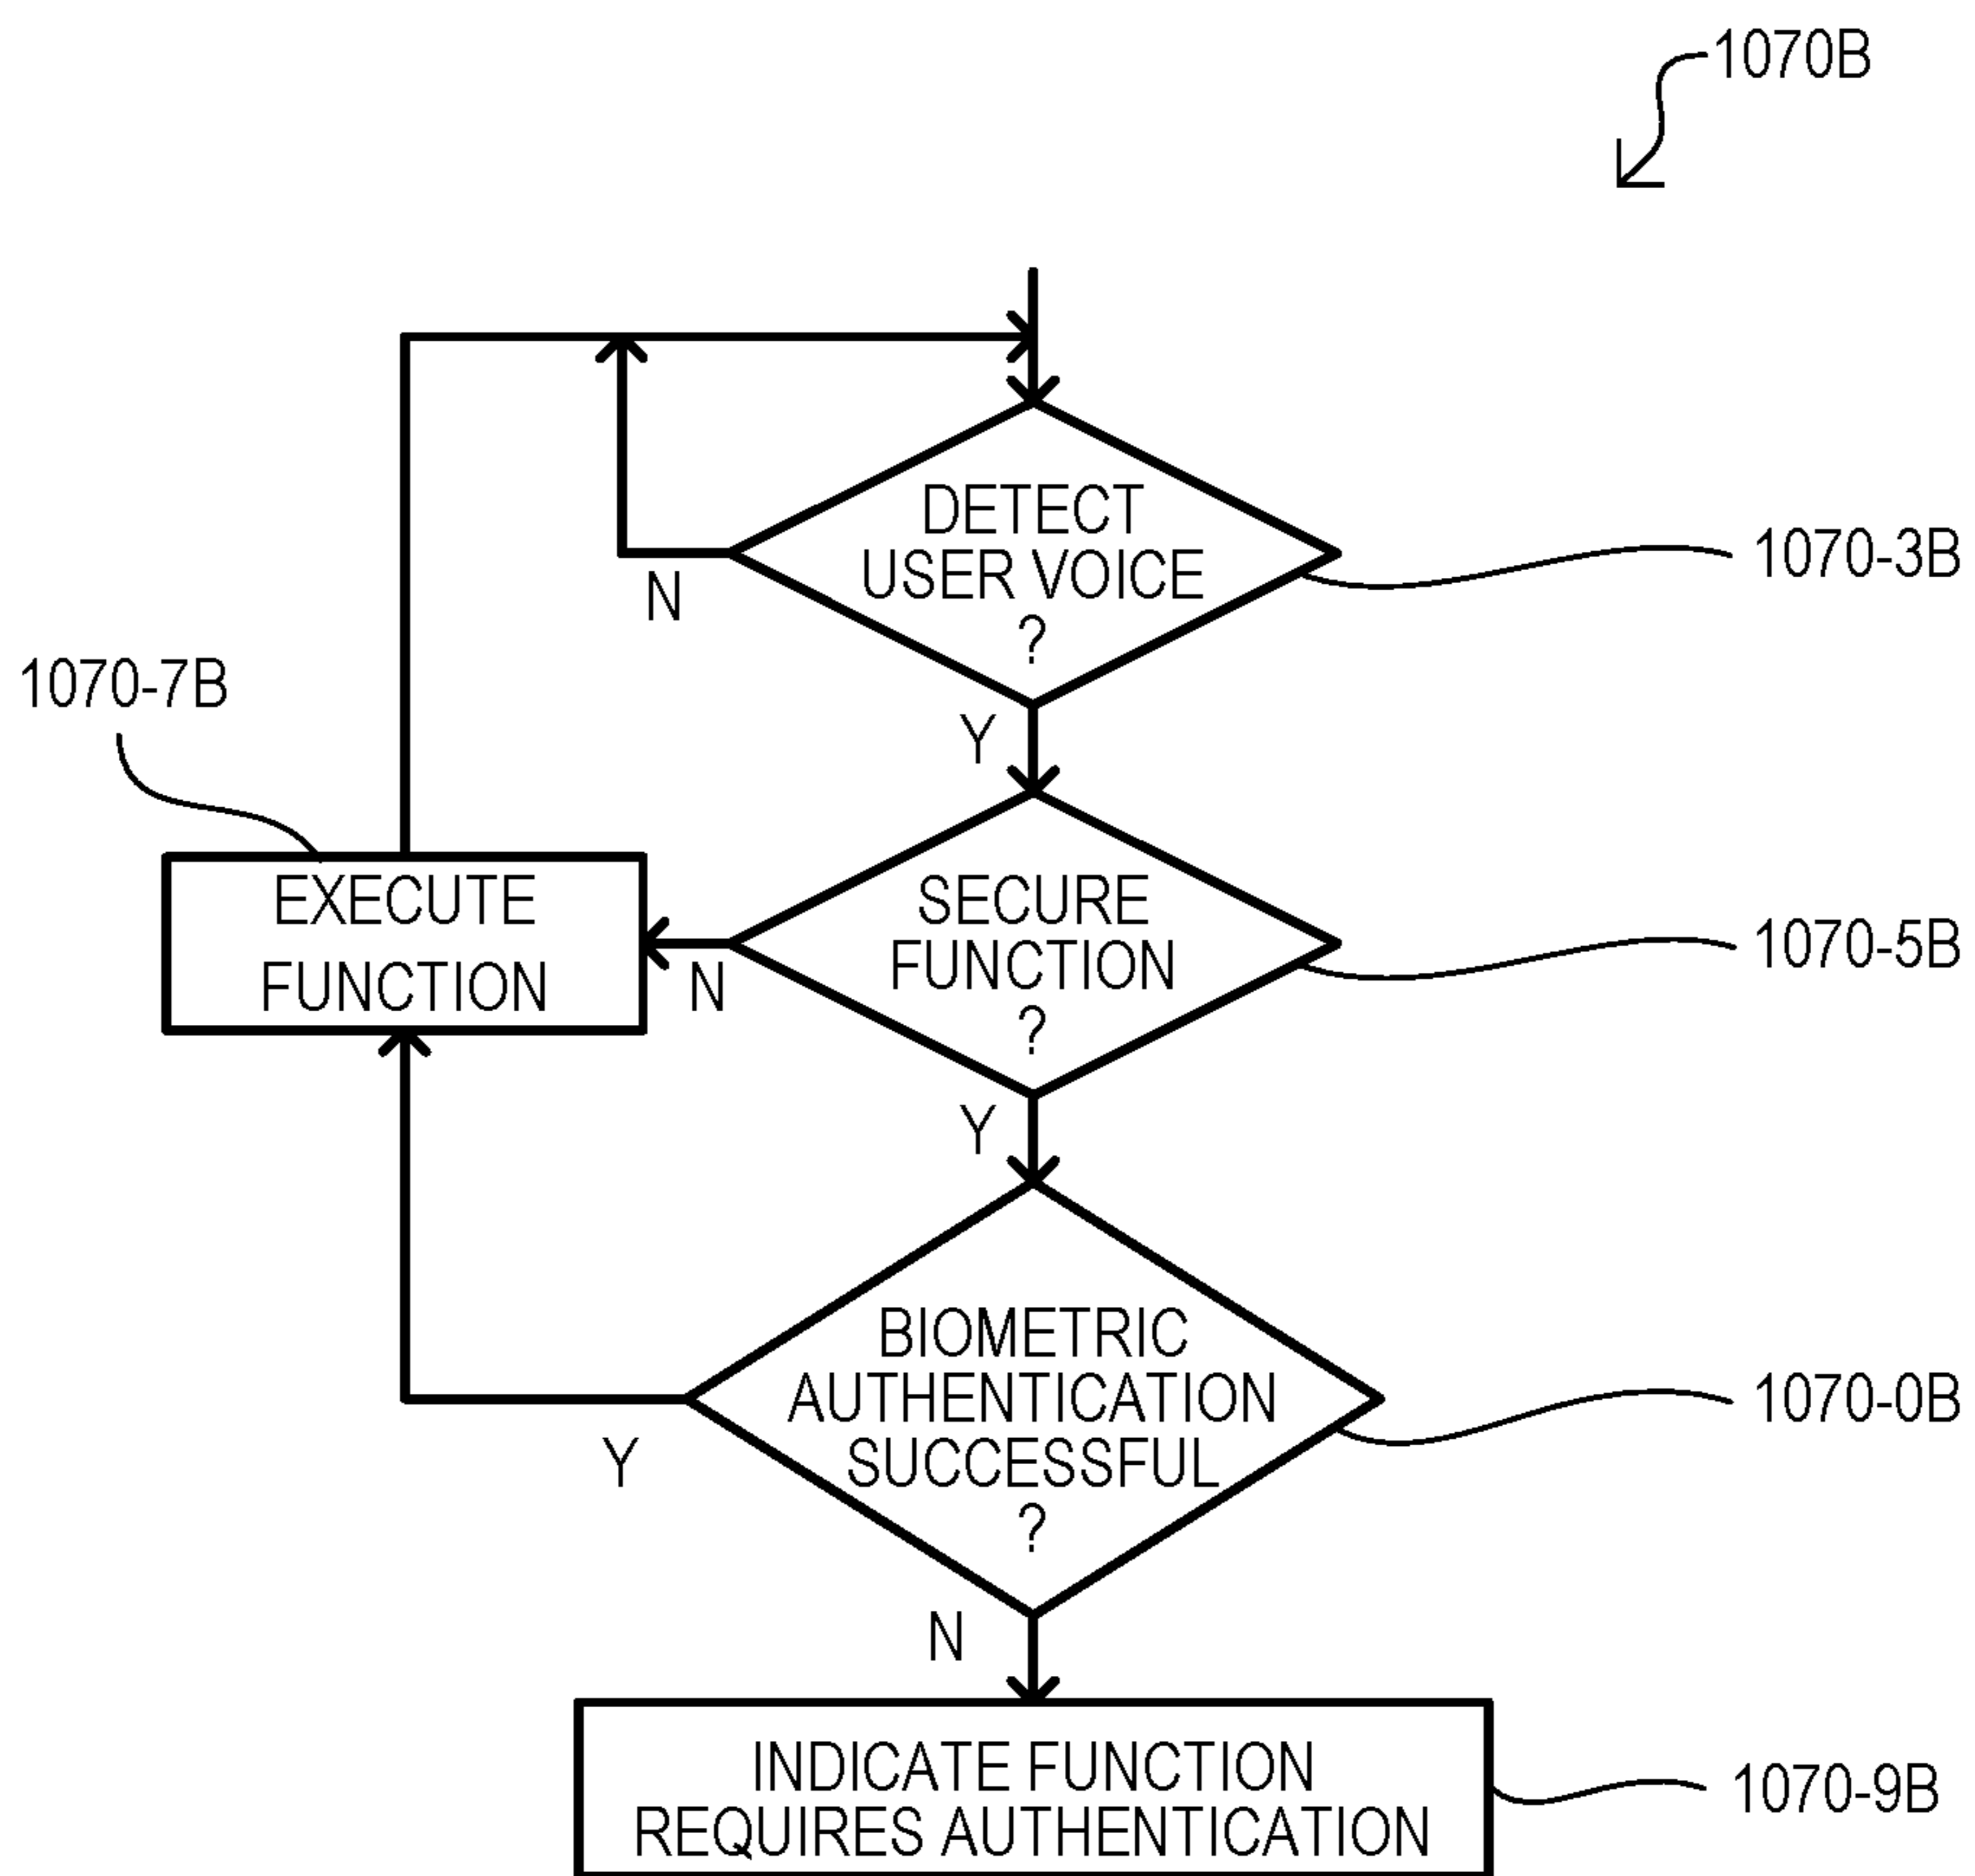 1070B
DETECT
USER VOICE
?
1070-3B
N
Y
1070-7B
EXECUTE
FUNCTION
SECURE
FUNCTION
?
1070-5B
N
Y
BIOMETRIC
AUTHENTICATION
SUCCESSFUL
?
1070-0B
Y
N
INDICATE FUNCTION
REQUIRES AUTHENTICATION
1070-9B